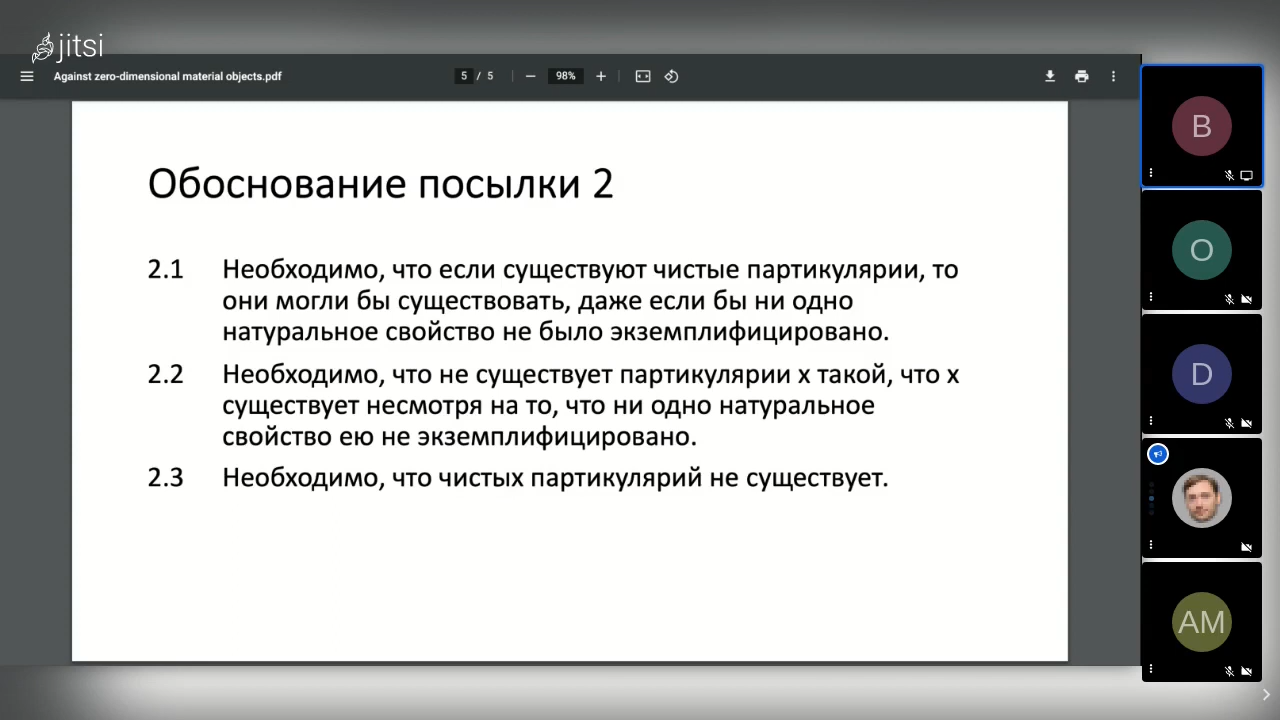 jitsi
Against zero-dimensional material objects.pdf
5 / 5
98%
Обоснование посылки 2
2.1 Необходимо, что если существуют чистые партикулярии, то
они могли бы существовать, даже если бы ни одно
натуральное свойство не было экземплифицировано.
2.2 Необходимо, что не существует партикулярии x такой, что x
существует несмотря на то, что ни одно натуральное
свойство ею не экземплифицировано.
2.3 Необходимо, что чистых партикулярий не существует.
B
O
D
AM